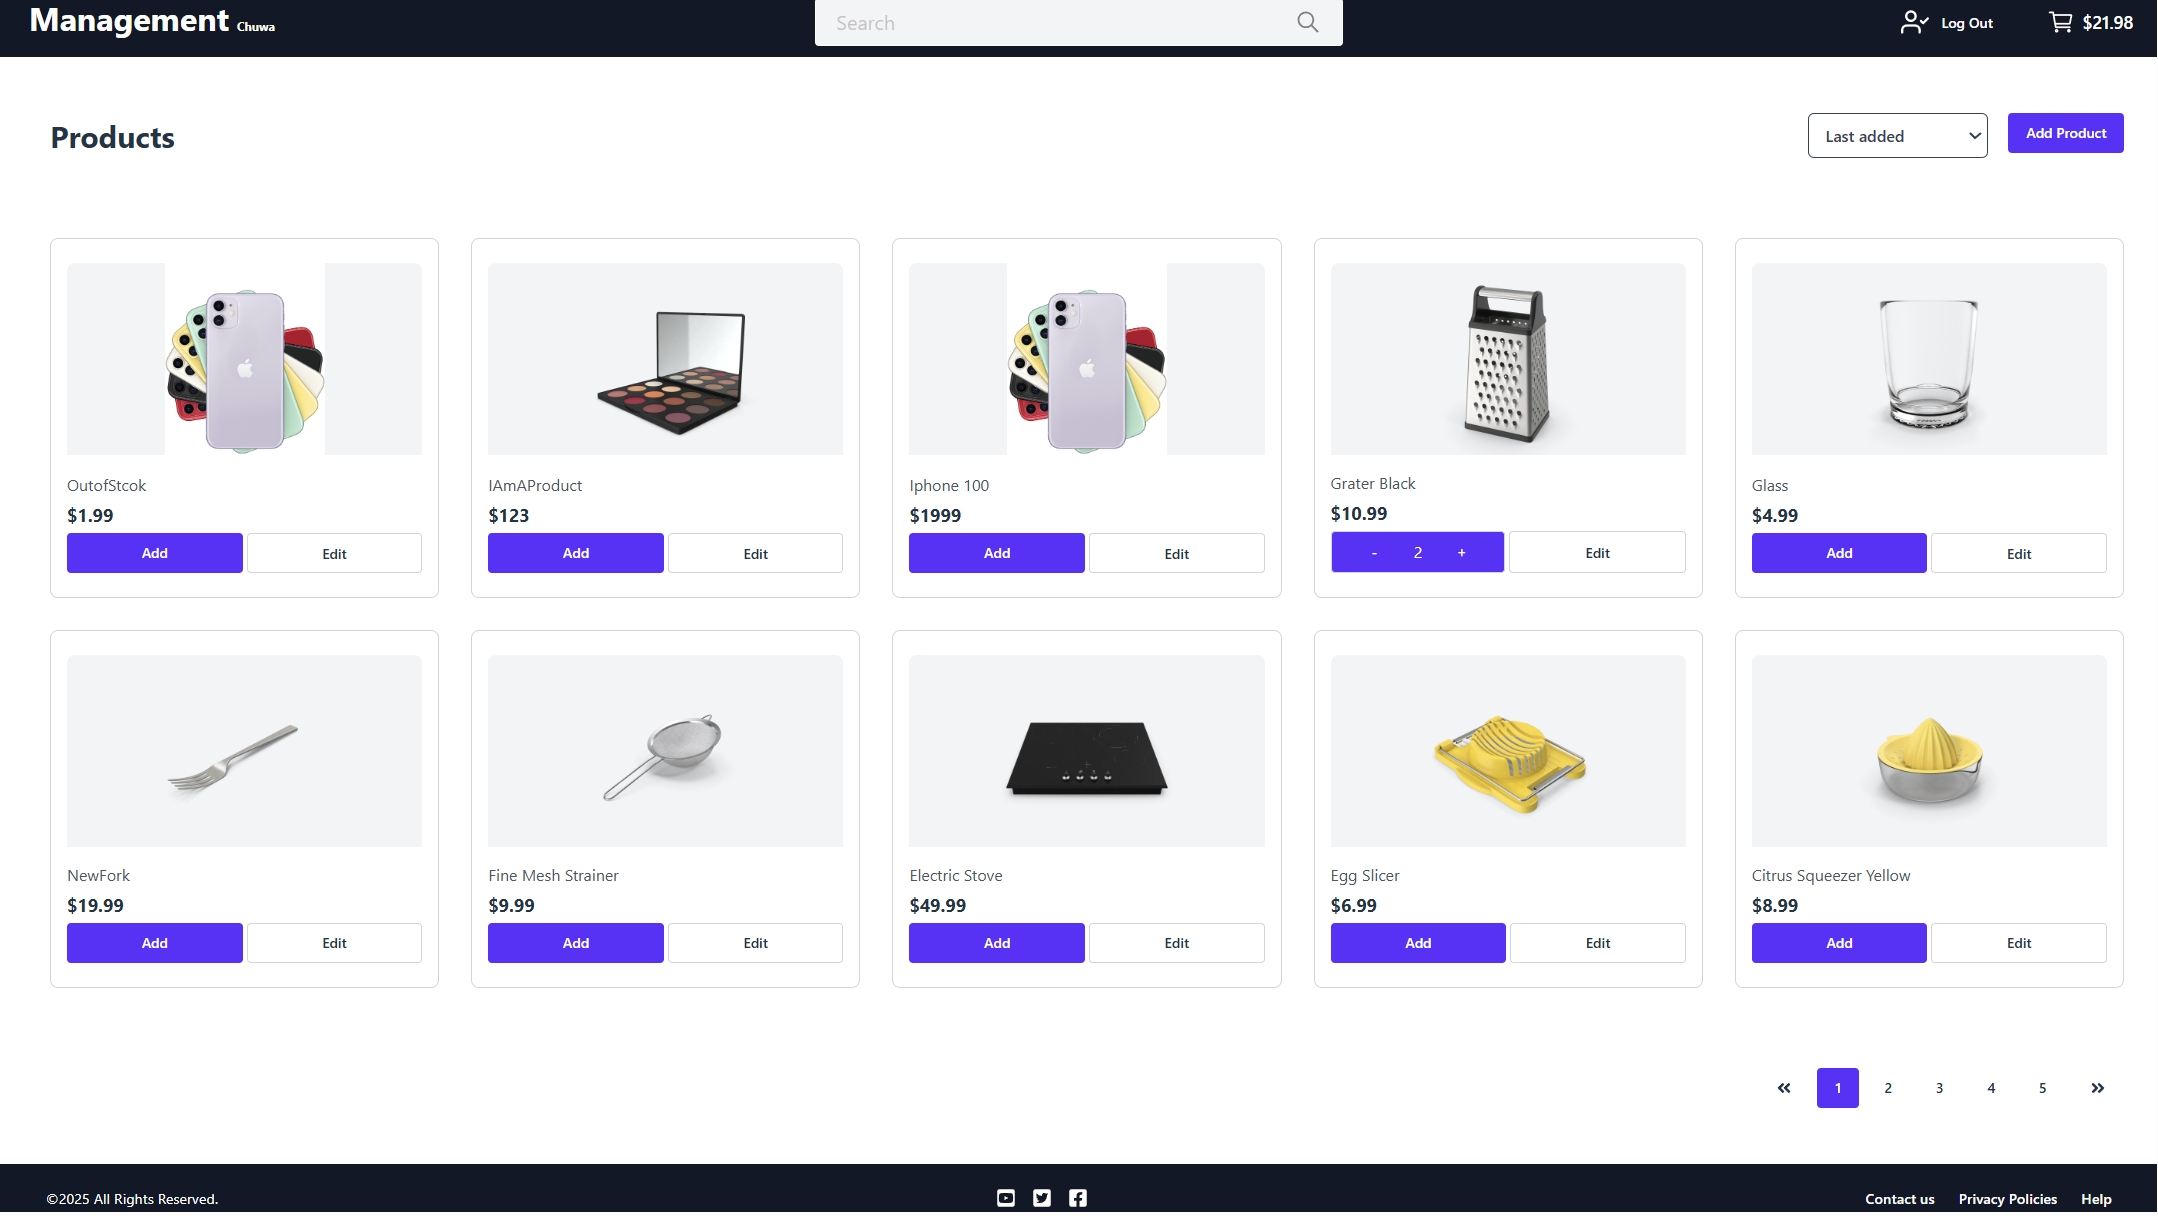 Management Chuwa
Search
Log Out
$21.98
Products
Last added
Add Product
OutofStcok
$1.99
Add
Edit
IAmAProduct
$123
Add
Edit
Iphone 100
$1999
Add
Edit
Grater Black
$10.99
- 2 +
Edit
Glass
$4.99
Add
Edit
NewFork
$19.99
Add
Edit
Fine Mesh Strainer
$9.99
Add
Edit
Electric Stove
$49.99
Add
Edit
Egg Slicer
$6.99
Add
Edit
Citrus Squeezer Yellow
$8.99
Add
Edit
« 1 2 3 4 5 »
©2025 All Rights Reserved.
Contact us
Privacy Policies
Help